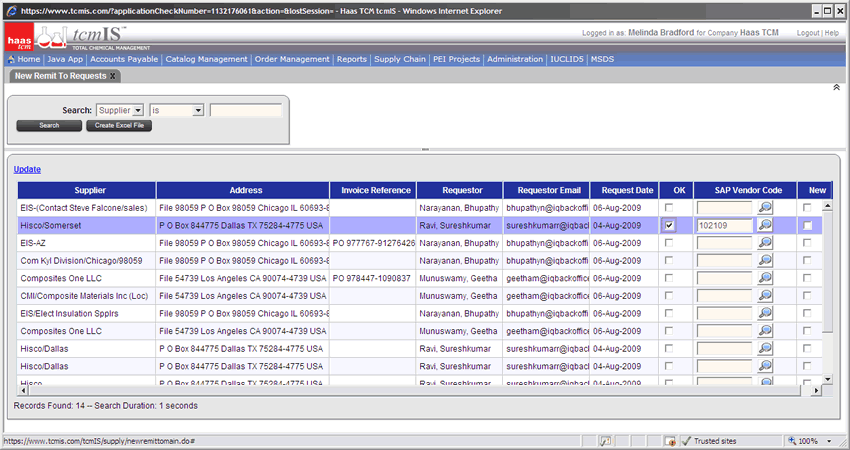 https://www.tcmis.com/?applicationCheckNumber=1132176061&action=&lostSession= - Haas TCM tcmIS - Windows Internet Explorer
haas tcm tcmIS TOTAL CHEMICAL MANAGEMENT
Logged in as: Melinda Bradford for Company Haas TCM Logout | Help
Home Java App Accounts Payable Catalog Management Order Management Reports Supply Chain PEI Projects Administration IUCLID5 MSDS
New Remit To Requests X
Search: Supplier is
Search Create Excel File
Update
Supplier Address Invoice Reference Requestor Requestor Email Request Date OK SAP Vendor Code New
EIS-(Contact Steve Falcone/sales) File 98059 P O Box 98059 Chicago IL 60693-8 Narayanan, Bhupathy bhupathyn@iqbackoffi 06-Aug-2009
Hisco/Somerset P O Box 844775 Dallas TX 75284-4775 USA Ravi, Sureshkumar sureshkumarr@iqbac 04-Aug-2009 102109
EIS-AZ File 98059 P O Box 98059 Chicago IL 60693-8 PO 977767-91276426 Narayanan, Bhupathy bhupathyn@iqbackoffi 06-Aug-2009
Com Kyl Division/Chicago/98059 File 98059 P O Box 98059 Chicago IL 60693-8 Narayanan, Bhupathy bhupathyn@iqbackoffi 06-Aug-2009
Composites One LLC File 54739 Los Angeles CA 90074-4739 USA PO 978447-1090837 Munuswamy, Geetha geetham@iqbackoffice 06-Aug-2009
CMI/Composite Materials Inc (Loc) File 54739 Los Angeles CA 90074-4739 USA Munuswamy, Geetha geetham@iqbackoffice 06-Aug-2009
EIS/Elect Insulation Spplrs File 98059 P O Box 98059 Chicago IL 60693-8 Narayanan, Bhupathy bhupathyn@iqbackoffi 06-Aug-2009
Composites One LLC File 54739 Los Angeles CA 90074-4739 USA Munuswamy, Geetha geetham@iqbackoffice 06-Aug-2009
Hisco/Dallas P O Box 844775 Dallas TX 75284-4775 USA Ravi, Sureshkumar sureshkumarr@iqback 04-Aug-2009
Hisco/Dallas P O Box 844775 Dallas TX 75284-4775 USA Ravi, Sureshkumar sureshkumarr@iqback 04-Aug-2009
Hisco P O Box 844775 Dallas TX 75284-4775 USA Ravi, Sureshkumar sureshkumarr@iqback 04-Aug-2009
Records Found: 14 -- Search Duration: 1 seconds
https://www.tcmis.com/tcmIS/supply/newremittomain.do# Trusted sites 100%